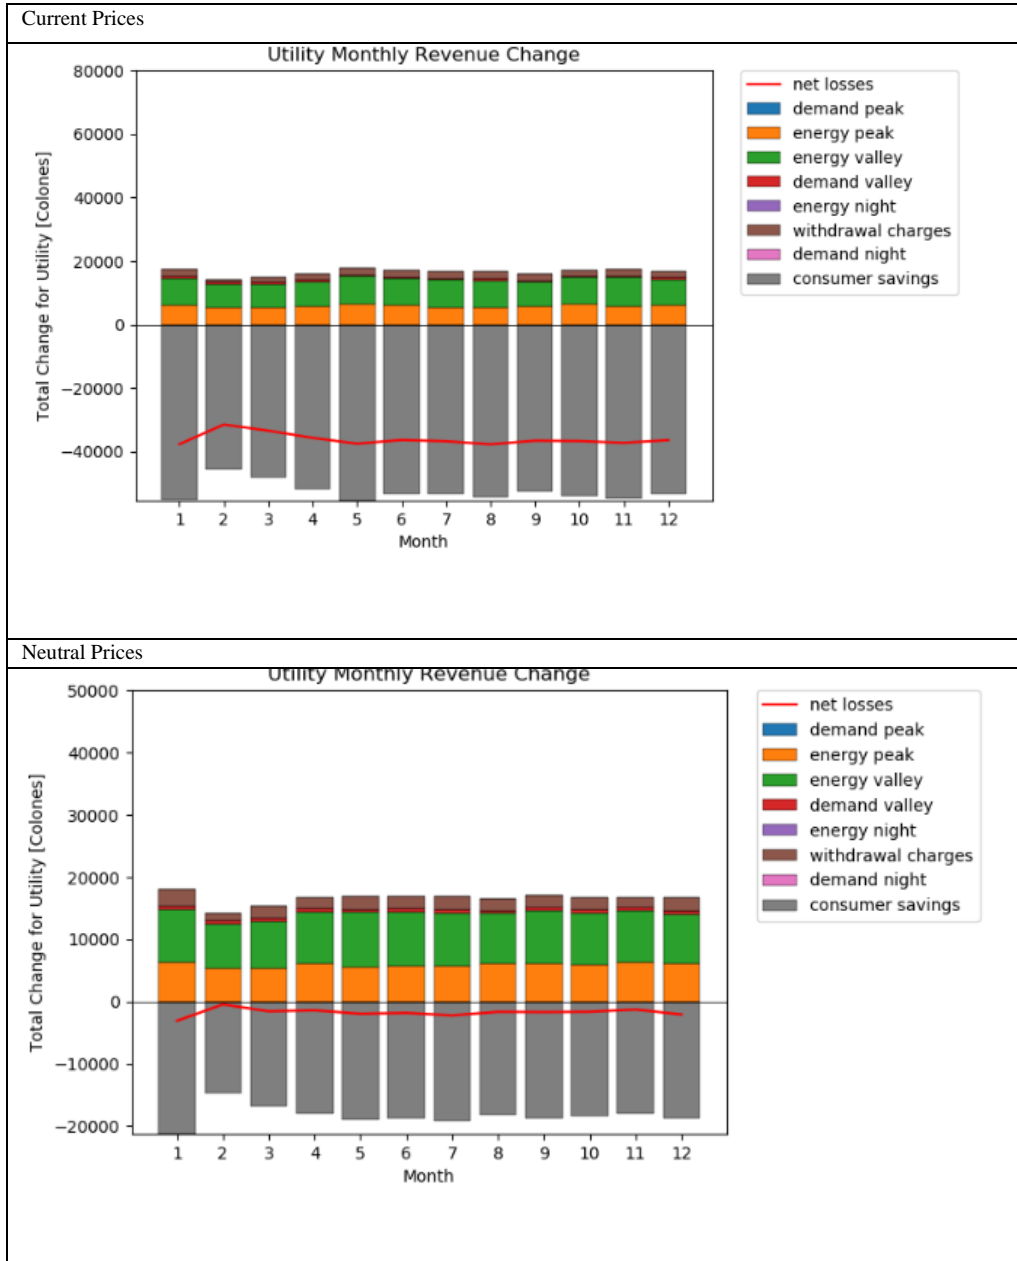 Current Prices
Utility Monthly Revenue Change
80000
60000
40000
20000
0
−20000
−40000
Total Change for Utility [Colones]
1 2 3 4 5 6 7 8 9 10 11 12
Month
net losses
demand peak
energy peak
energy valley
demand valley
energy night
withdrawal charges
demand night
consumer savings
Neutral Prices
Utility Monthly Revenue Change
50000
40000
30000
20000
10000
0
−10000
−20000
Total Change for Utility [Colones]
1 2 3 4 5 6 7 8 9 10 11 12
Month
net losses
demand peak
energy peak
energy valley
demand valley
energy night
withdrawal charges
demand night
consumer savings